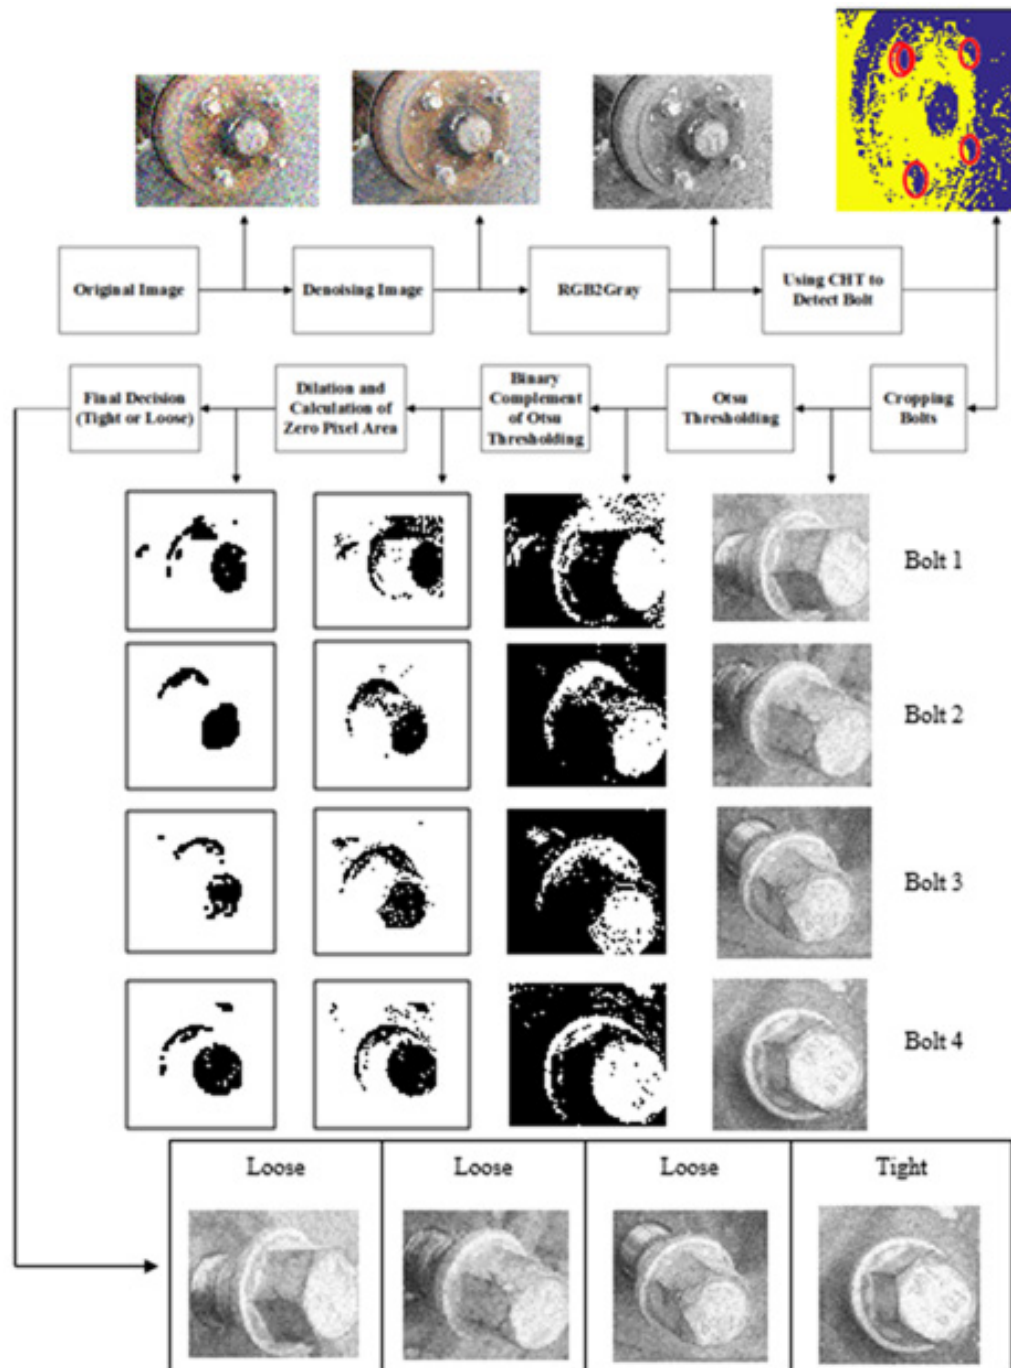 Original Image
Denoising Image
RGB2Gray
Using CHT to
Detect Bolt
Final Decision
(Tight or Loose)
Dilation and
Calculation of
Zero Pixel Area
Binary
Complement
of Otsu
Thresholding
Otsu
Thresholding
Cropping
Bolts
Bolt 1
Bolt 2
Bolt 3
Bolt 4
Loose
Loose
Loose
Tight